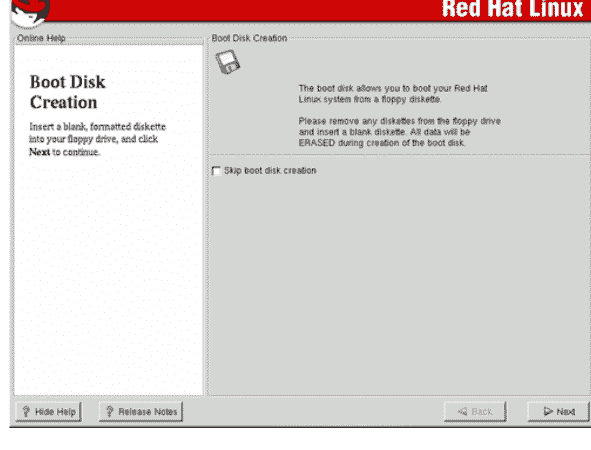 Red Hat Linux
Online Help
Boot Disk
Creation
Insert a blank, formatted diskette
into your floppy drive, and click
Next to continue.
Boot Disk Creation
The boot disk allows you to boot your Red Hat
Linux system from a floppy diskette.
Please remove any diskettes from the floppy drive
and insert a blank diskette. All data will be
ERASED during creation of the boot disk.
Skip boot disk creation
Hide Help
Release Notes
Back
Next